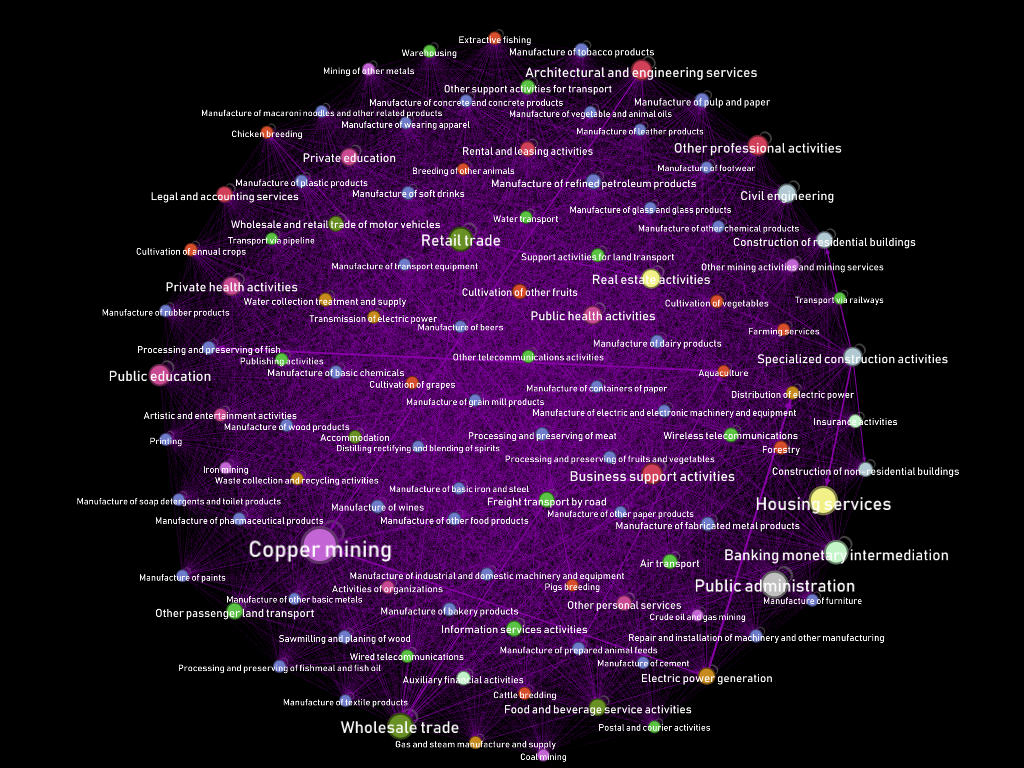 Extractive fishing
Warehousing
Manufacture of tobacco products
Mining of other metals
Architectural and engineering services
Other support activities for transport
Manufacture of concrete and concrete products
Manufacture of pulp and paper
Manufacture of macaroni noodles and other related products
Manufacture of vegetable and animal oils
Manufacture of wearing apparel
Chicken breeding
Manufacture of leather products
Other professional activities
Private education
Rental and leasing activities
Breeding of other animals
Manufacture of footwear
Manufacture of plastic products
Manufacture of refined petroleum products
Legal and accounting services
Manufacture of soft drinks
Civil engineering
Manufacture of glass and glass products
Wholesale and retail trade of motor vehicles
Water transport
Manufacture of other chemical products
Transport via pipeline
Retail trade
Construction of residential buildings
Cultivation of annual crops
Support activities for land transport
Manufacture of transport equipment
Other mining activities and mining services
Real estate activities
Private health activities
Cultivation of other fruits
Water collection treatment and supply
Cultivation of vegetables
Transport via railways
Manufacture of rubber products
Transmission of electric power
Public health activities
Manufacture of beers
Farming services
Manufacture of dairy products
Processing and preserving of fish
Publishing activities
Other telecommunications activities
Specialized construction activities
Manufacture of basic chemicals
Aquaculture
Public education
Cultivation of grapes
Manufacture of containers of paper
Distribution of electric power
Manufacture of grain mill products
Artistic and entertainment activities
Manufacture of electric and electronic machinery and equipment
Manufacture of wood products
Insurance activities
Printing
Accommodation
Processing and preserving of meat
Wireless telecommunications
Distilling rectifying and blending of spirits
Forestry
Processing and preserving of fruits and vegetables
Iron mining
Waste collection and recycling activities
Business support activities
Construction of non-residential buildings
Manufacture of basic iron and steel
Manufacture of soap detergents and toilet products
Freight transport by road
Housing services
Manufacture of wines
Manufacture of other paper products
Manufacture of pharmaceutical products
Manufacture of other food products
Manufacture of fabricated metal products
Copper mining
Banking monetary intermediation
Air transport
Manufacture of paints
Manufacture of industrial and domestic machinery and equipment
Activities of organizations
Pigs breeding
Public administration
Manufacture of other basic metals
Manufacture of furniture
Other personal services
Other passenger land transport
Manufacture of bakery products
Crude oil and gas mining
Information services activities
Sawmilling and planing of wood
Repair and installation of machinery and other manufacturing
Manufacture of prepared animal feeds
Wired telecommunications
Manufacture of cement
Processing and preserving of fishmeal and fish oil
Auxiliary financial activities
Electric power generation
Cattle bredding
Manufacture of textile products
Food and beverage service activities
Wholesale trade
Postal and courier activities
Gas and steam manufacture and supply
Coal mining